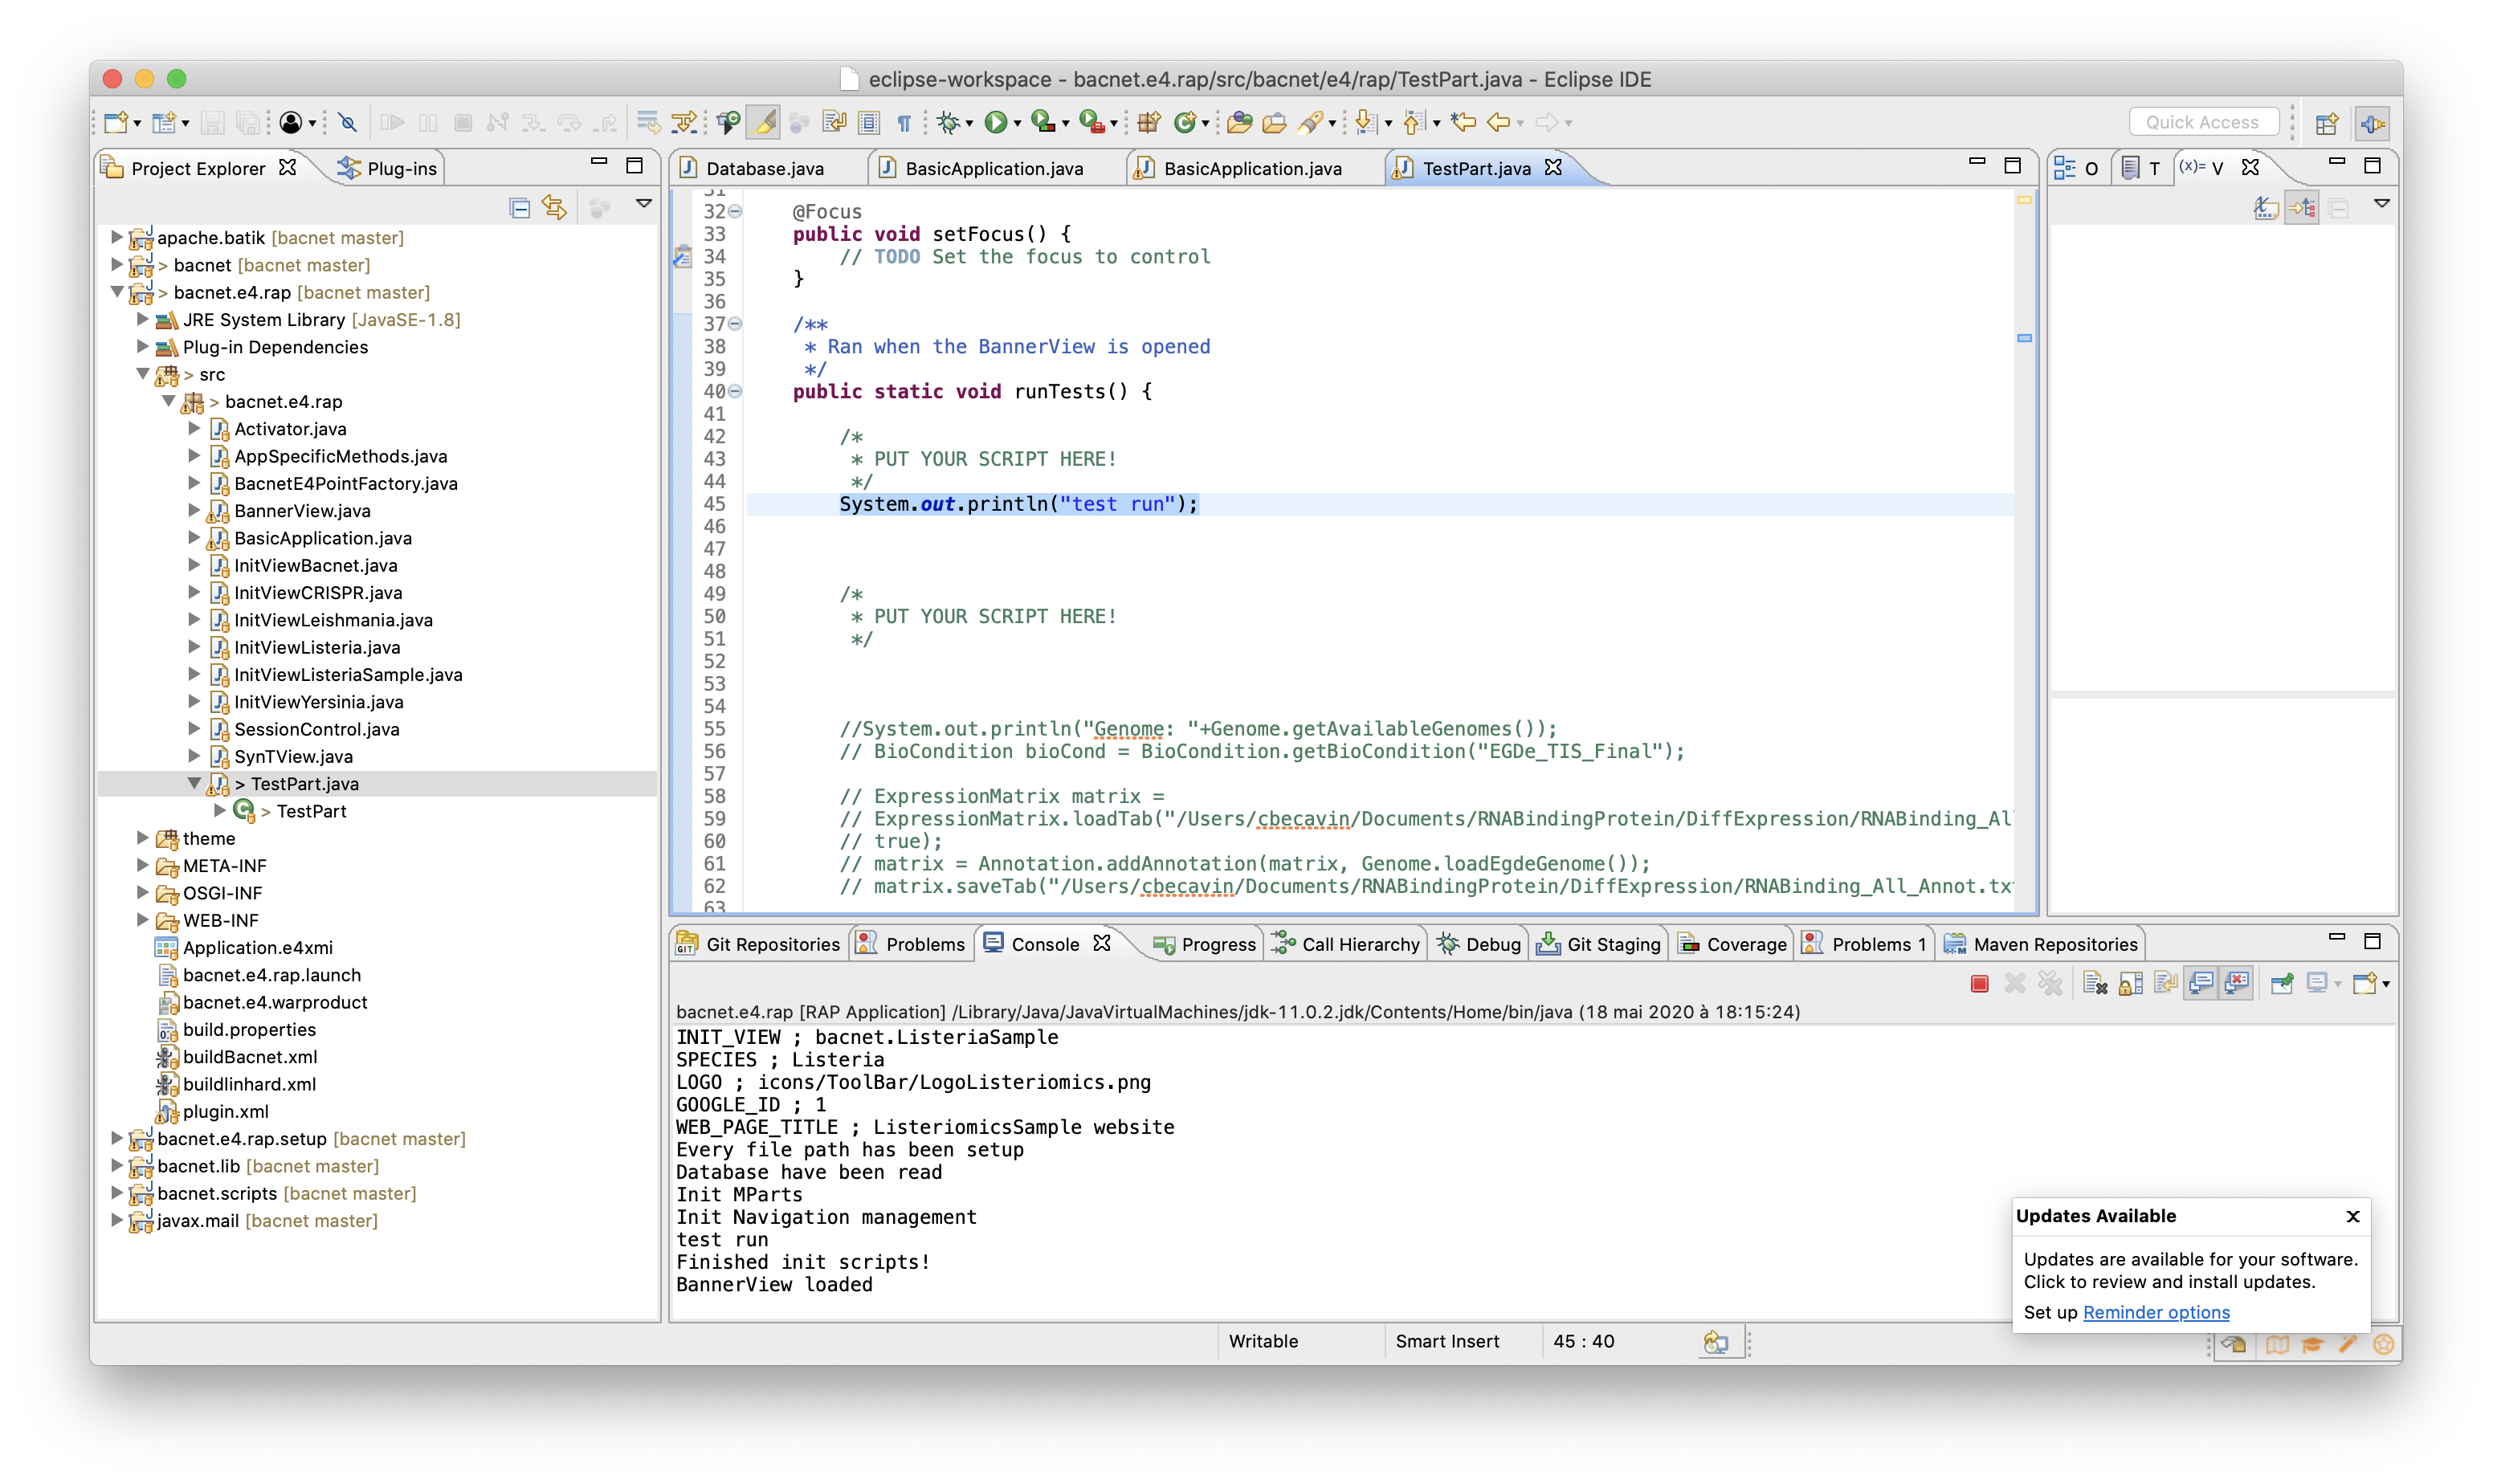 eclipse-workspace - bacnet.e4.rap/src/bacnet/e4/rap/TestPart.java - Eclipse IDE
Quick Access
Project Explorer
Plug-ins
apache.batik [bacnet master]
> bacnet [bacnet master]
> bacnet.e4.rap [bacnet master]
JRE System Library [JavaSE-1.8]
Plug-in Dependencies
> src
> bacnet.e4.rap
Activator.java
AppSpecificMethods.java
BacnetE4PointFactory.java
BannerView.java
BasicApplication.java
InitViewBacnet.java
InitViewCRISPR.java
InitViewLeishmania.java
InitViewListeria.java
InitViewListeriaSample.java
InitViewYersinia.java
SessionControl.java
SynTView.java
> TestPart.java
> TestPart
theme
META-INF
OSGI-INF
WEB-INF
Application.e4xmi
bacnet.e4.rap.launch
bacnet.e4.warproduct
build.properties
buildBacnet.xml
buildlinhard.xml
plugin.xml
bacnet.e4.rap.setup [bacnet master]
bacnet.lib [bacnet master]
bacnet.scripts [bacnet master]
javax.mail [bacnet master]
Database.java
BasicApplication.java
BasicApplication.java
TestPart.java
31
32 @Focus
33 public void setFocus() {
34 // TODO Set the focus to control
35 }
36
37 /**
38 * Ran when the BannerView is opened
39 */
40 public static void runTests() {
41
42 /*
43 * PUT YOUR SCRIPT HERE!
44 */
45 System.out.println("test run");
46
47
48
49 /*
50 * PUT YOUR SCRIPT HERE!
51 */
52
53
54
55 //System.out.println("Genome: "+Genome.getAvailableGenomes());
56 // BioCondition bioCond = BioCondition.getBioCondition("EGDe_TIS_Final");
57
58 // ExpressionMatrix matrix =
59 // ExpressionMatrix.loadTab("/Users/cbecavin/Documents/RNABindingProtein/DiffExpression/RNABinding_Al
60 // true);
61 // matrix = Annotation.addAnnotation(matrix, Genome.loadEgdeGenome());
62 // matrix.saveTab("/Users/cbecavin/Documents/RNABindingProtein/DiffExpression/RNABinding_All_Annot.tx
63
O
T
(x)= V
Git Repositories
Problems
Console
Progress
Call Hierarchy
Debug
Git Staging
Coverage
Problems 1
Maven Repositories
bacnet.e4.rap [RAP Application] /Library/Java/JavaVirtualMachines/jdk-11.0.2.jdk/Contents/Home/bin/java (18 mai 2020 à 18:15:24)
INIT_VIEW ; bacnet.ListeriaSample
SPECIES ; Listeria
LOGO ; icons/ToolBar/LogoListeriomics.png
GOOGLE_ID ; 1
WEB_PAGE_TITLE ; ListeriomicsSample website
Every file path has been setup
Database have been read
Init MParts
Init Navigation management
test run
Finished init scripts!
BannerView loaded
Updates Available
Updates are available for your software.
Click to review and install updates.
Set up Reminder options
Writable
Smart Insert
45 : 40